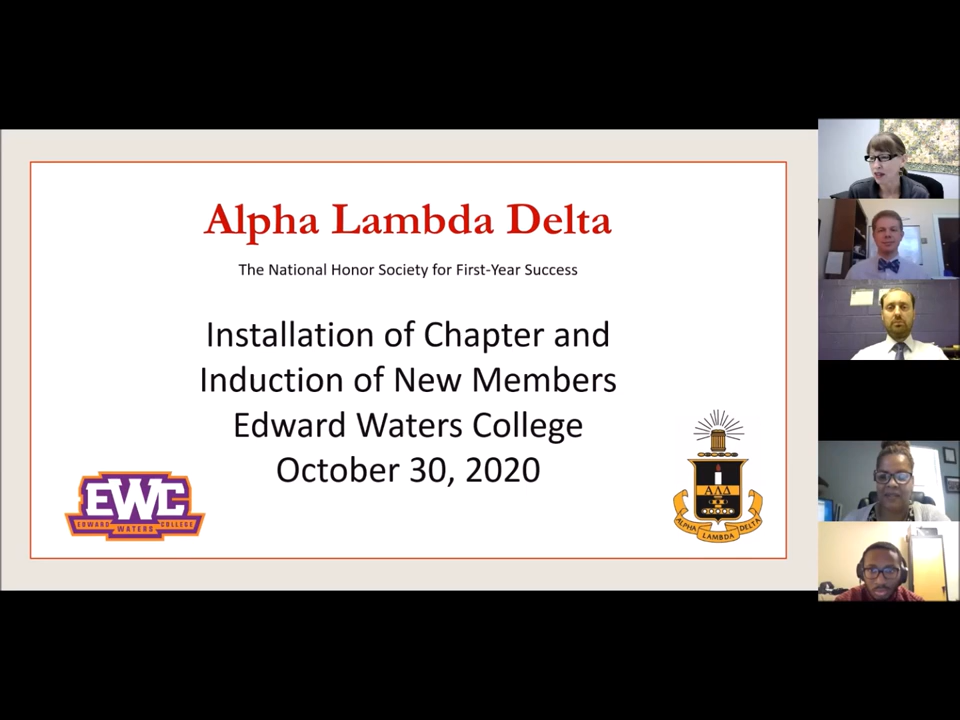 Alpha Lambda Delta
The National Honor Society for First-Year Success
Installation of Chapter and
Induction of New Members
Edward Waters College
October 30, 2020
EWC
EDWARD WATERS COLLEGE
ΑΛΔ
ALPHA LAMBDA DELTA